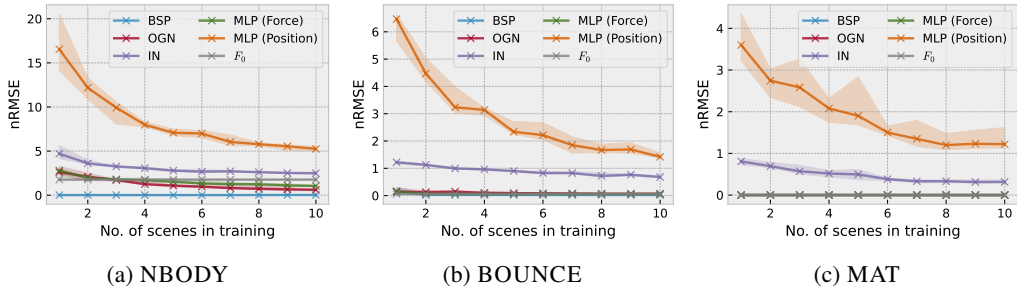 20
15
10
5
0
nRMSE
BSP
OGN
IN
MLP (Force)
MLP (Position)
F₀
2 4 6 8 10
No. of scenes in training
(a) NBODY
6
5
4
3
2
1
0
nRMSE
BSP
OGN
IN
MLP (Force)
MLP (Position)
F₀
2 4 6 8 10
No. of scenes in training
(b) BOUNCE
4
3
2
1
0
nRMSE
BSP
OGN
IN
MLP (Force)
MLP (Position)
F₀
2 4 6 8 10
No. of scenes in training
(c) MAT